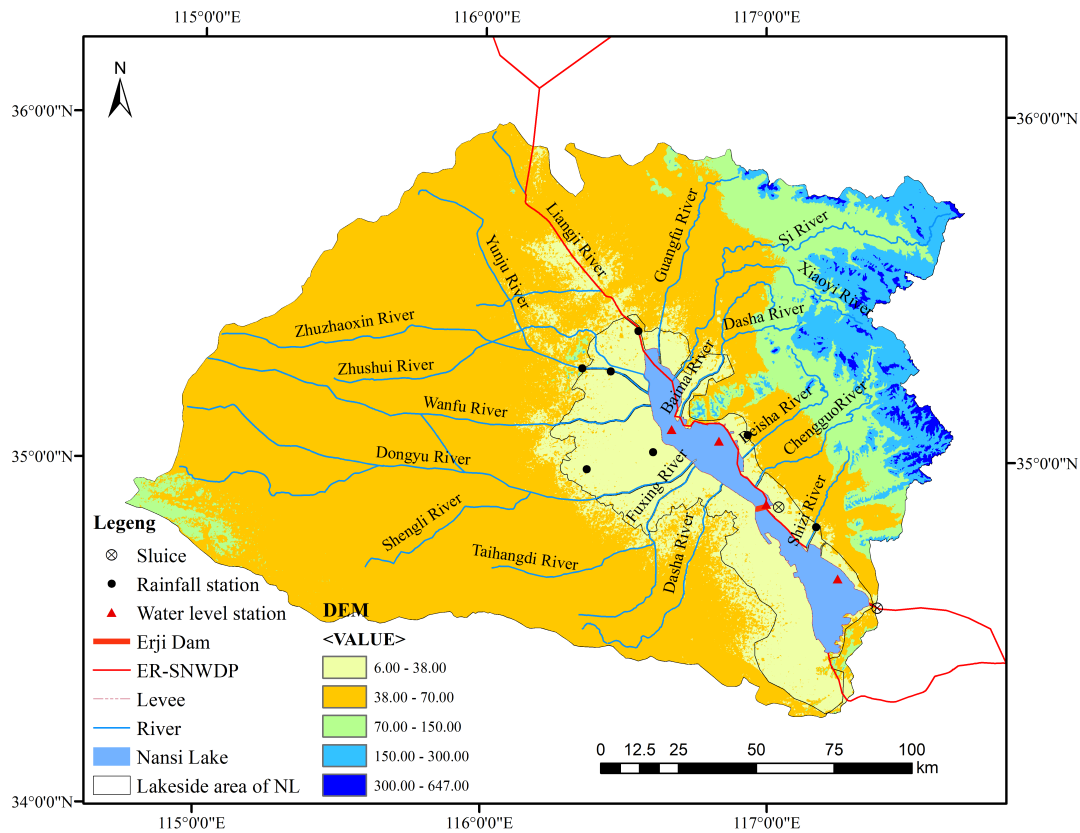 115°0'0"E
116°0'0"E
117°0'0"E
N
36°0'0"N
36°0'0"N
Liangji River
Guangfu River
Si River
Yunju River
Xiaoyi River
Zhuzhaoxin River
Dasha River
Zhushui River
Baima River
Wanfu River
Beisha River
ChengguoRiver
35°0'0"N
35°0'0"N
Dongyu River
Fuxing River
Shengli River
Shizi River
Taihangdi River
Dasha River
Legeng
Sluice
Rainfall station
Water level station
Erji Dam
ER-SNWDP
Levee
River
Nansi Lake
Lakeside area of NL
DEM
<VALUE>
6.00 - 38.00
38.00 - 70.00
70.00 - 150.00
150.00 - 300.00
300.00 - 647.00
0 12.5 25 50 75 100
km
34°0'0"N
34°0'0"N
115°0'0"E
116°0'0"E
117°0'0"E